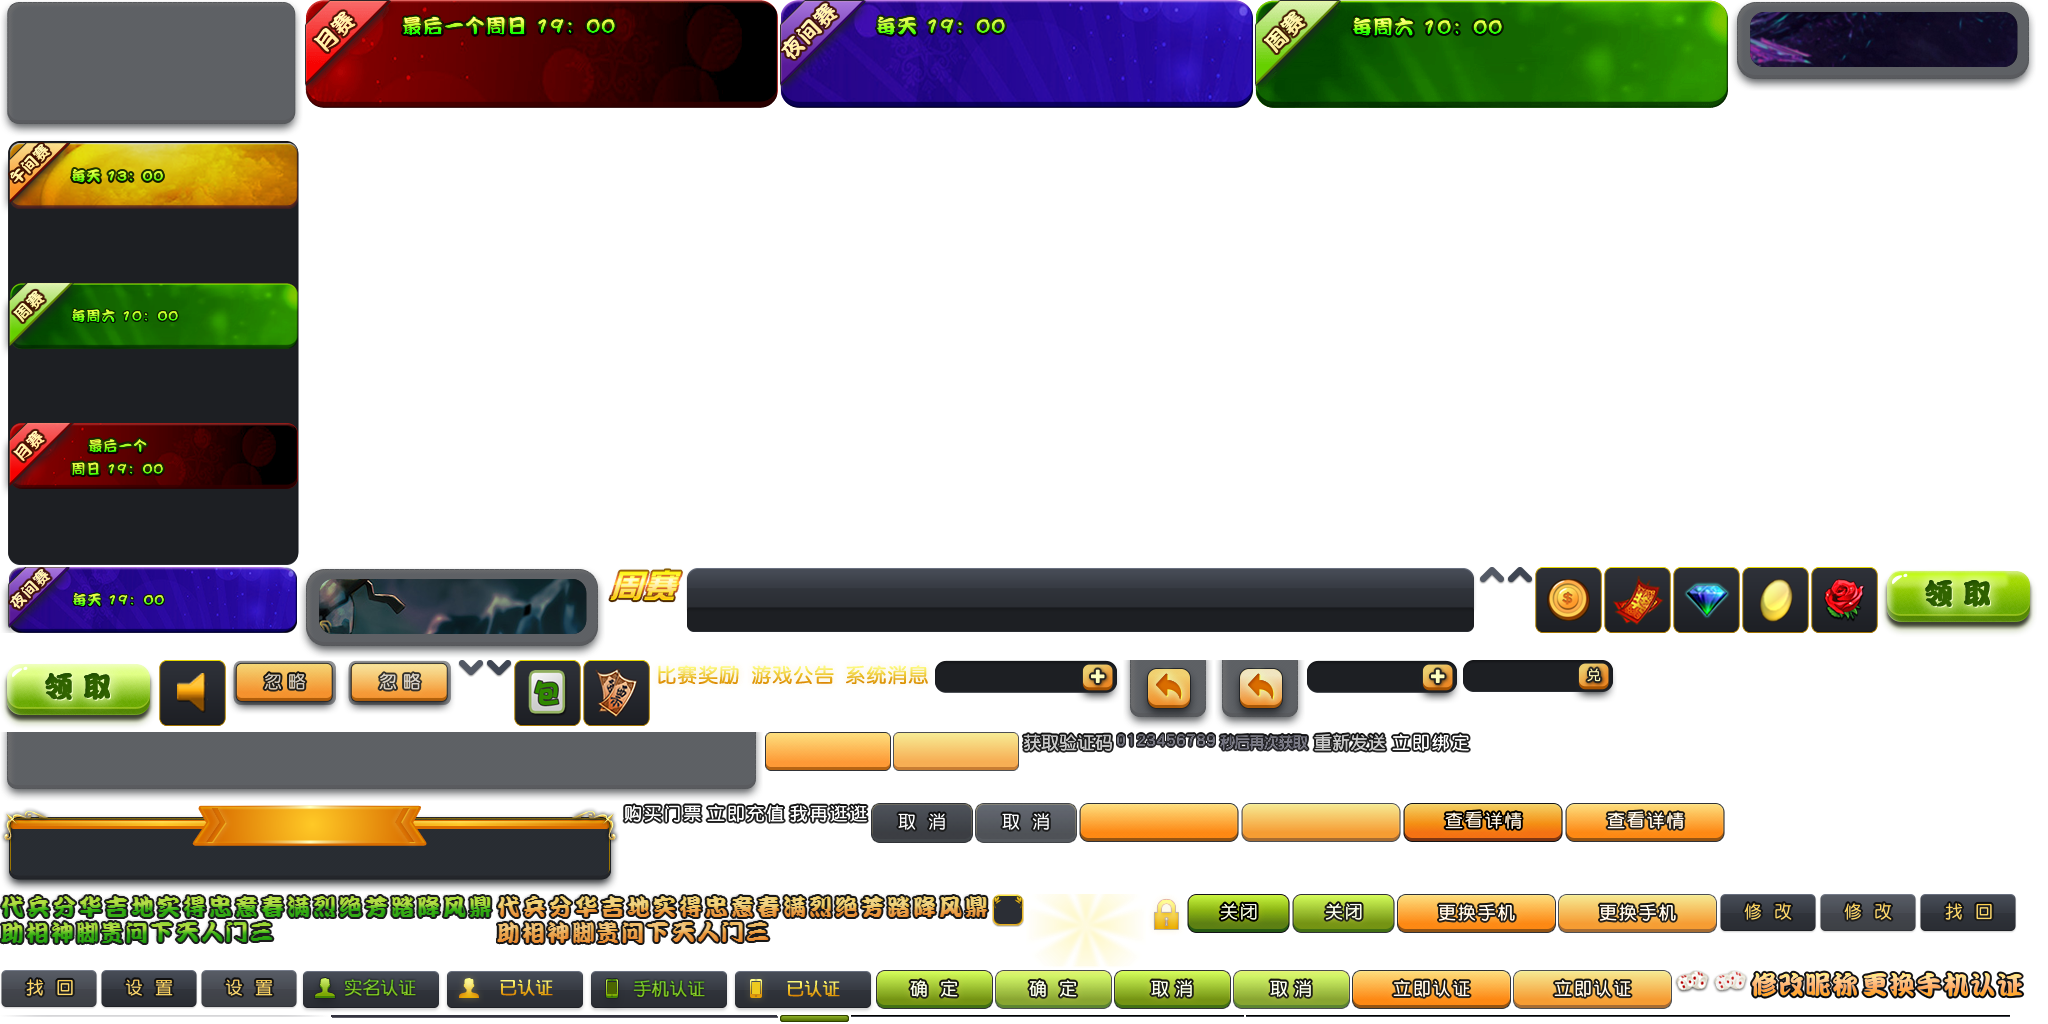 月赛
最后一个周日 19：00
夜间赛
每天 19：00
周赛
每周六 10：00
午间赛
每天 13：00
周赛
每周六 10：00
月赛
最后一个
周日 19：00
夜间赛
每天 19：00
周赛
领取
领取
忽略
忽略
包
比赛奖励 游戏公告 系统消息
兑
获取验证码 0123456789 秒后再次获取 重新发送 立即绑定
购买门票 立即充值 我再逛逛
取 消
取 消
查看详情
查看详情
代兵分华吉地实得忠意春满烈绝芳踏降风鼎
助相神脚贵问下天人门三
代兵分华吉地实得忠意春满烈绝芳踏降风鼎
助相神脚贵问下天人门三
关闭
关闭
更换手机
更换手机
修 改
修 改
找 回
找 回
设 置
设 置
实名认证
已认证
手机认证
已认证
确 定
确 定
取 消
取 消
立即认证
立即认证
修改昵称 更换手机认证